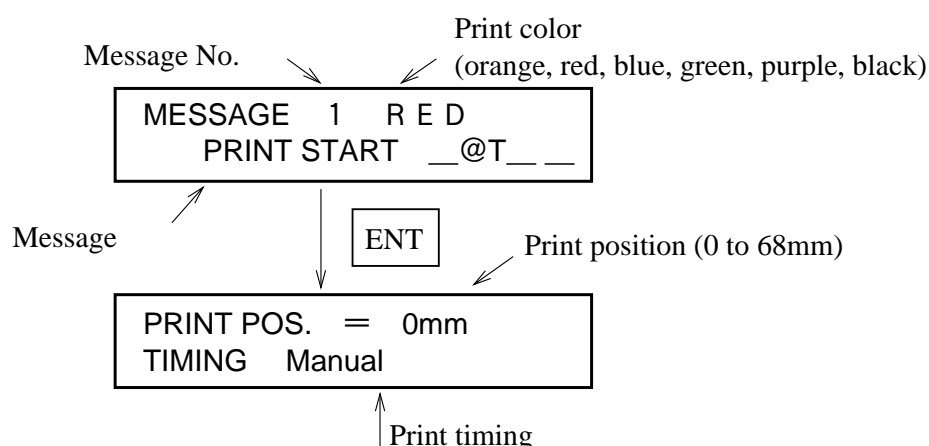 Print color
Message No.
(orange, red, blue, green, purple, black)
MESSAGE 1 RED
PRINT START __@T__ __
Message
ENT
Print position (0 to 68mm)
PRINT POS. = 0mm
TIMING Manual
Print timing